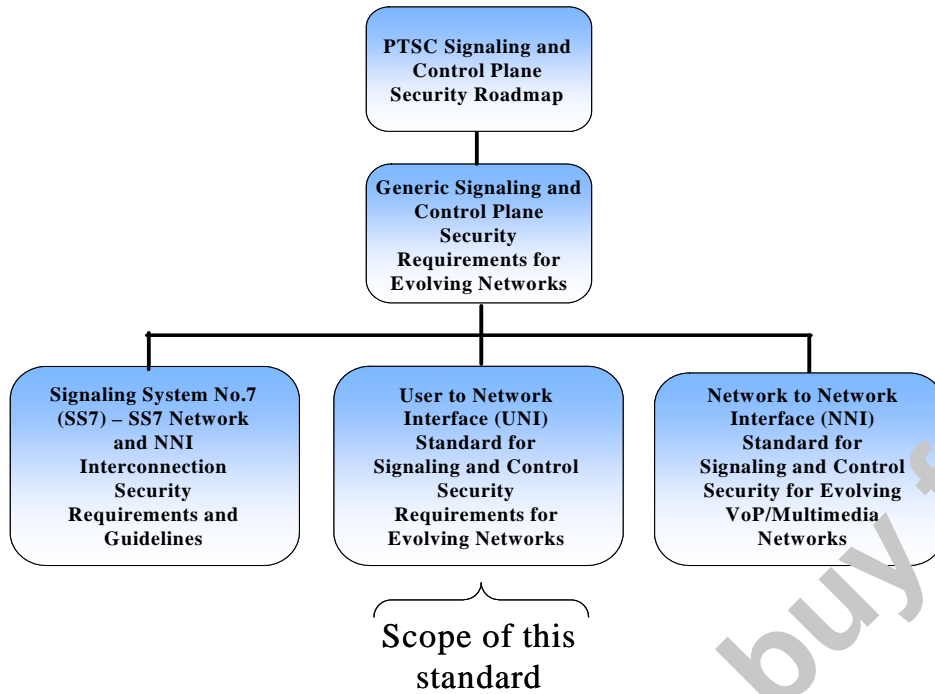 PTSC Signaling and
Control Plane
Security Roadmap
Generic Signaling and
Control Plane
Security
Requirements for
Evolving Networks
Signaling System No.7
(SS7) – SS7 Network
and NNI
Interconnection
Security
Requirements and
Guidelines
User to Network
Interface (UNI)
Standard for
Signaling and Control
Security
Requirements for
Evolving Networks
Network to Network
Interface (NNI)
Standard for
Signaling and Control
Security for Evolving
VoP/Multimedia
Networks
Scope of this
standard
buy